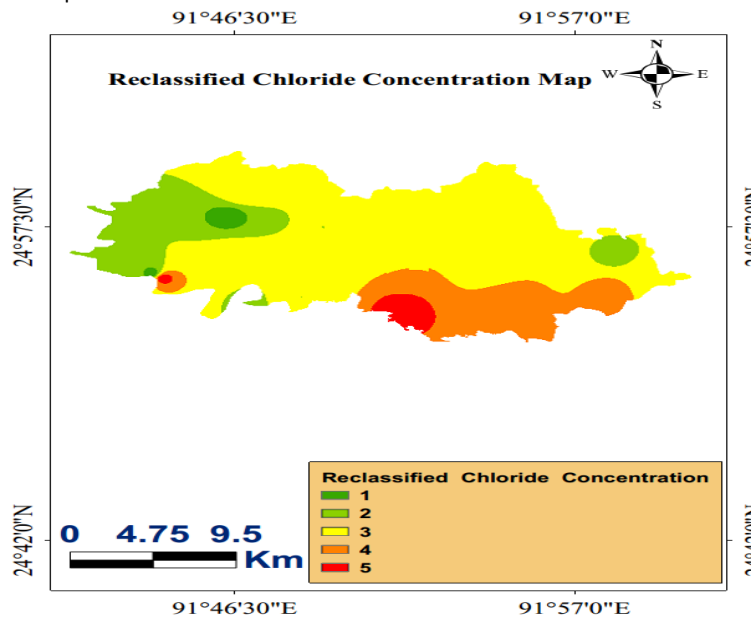 91°46'30"E 91°57'0"E
Reclassified Chloride Concentration Map
N
W E
S
24°57'30"N
Reclassified Chloride Concentration
1
2
3
4
5
0 4.75 9.5
Km
24°42'0"N
91°46'30"E 91°57'0"E